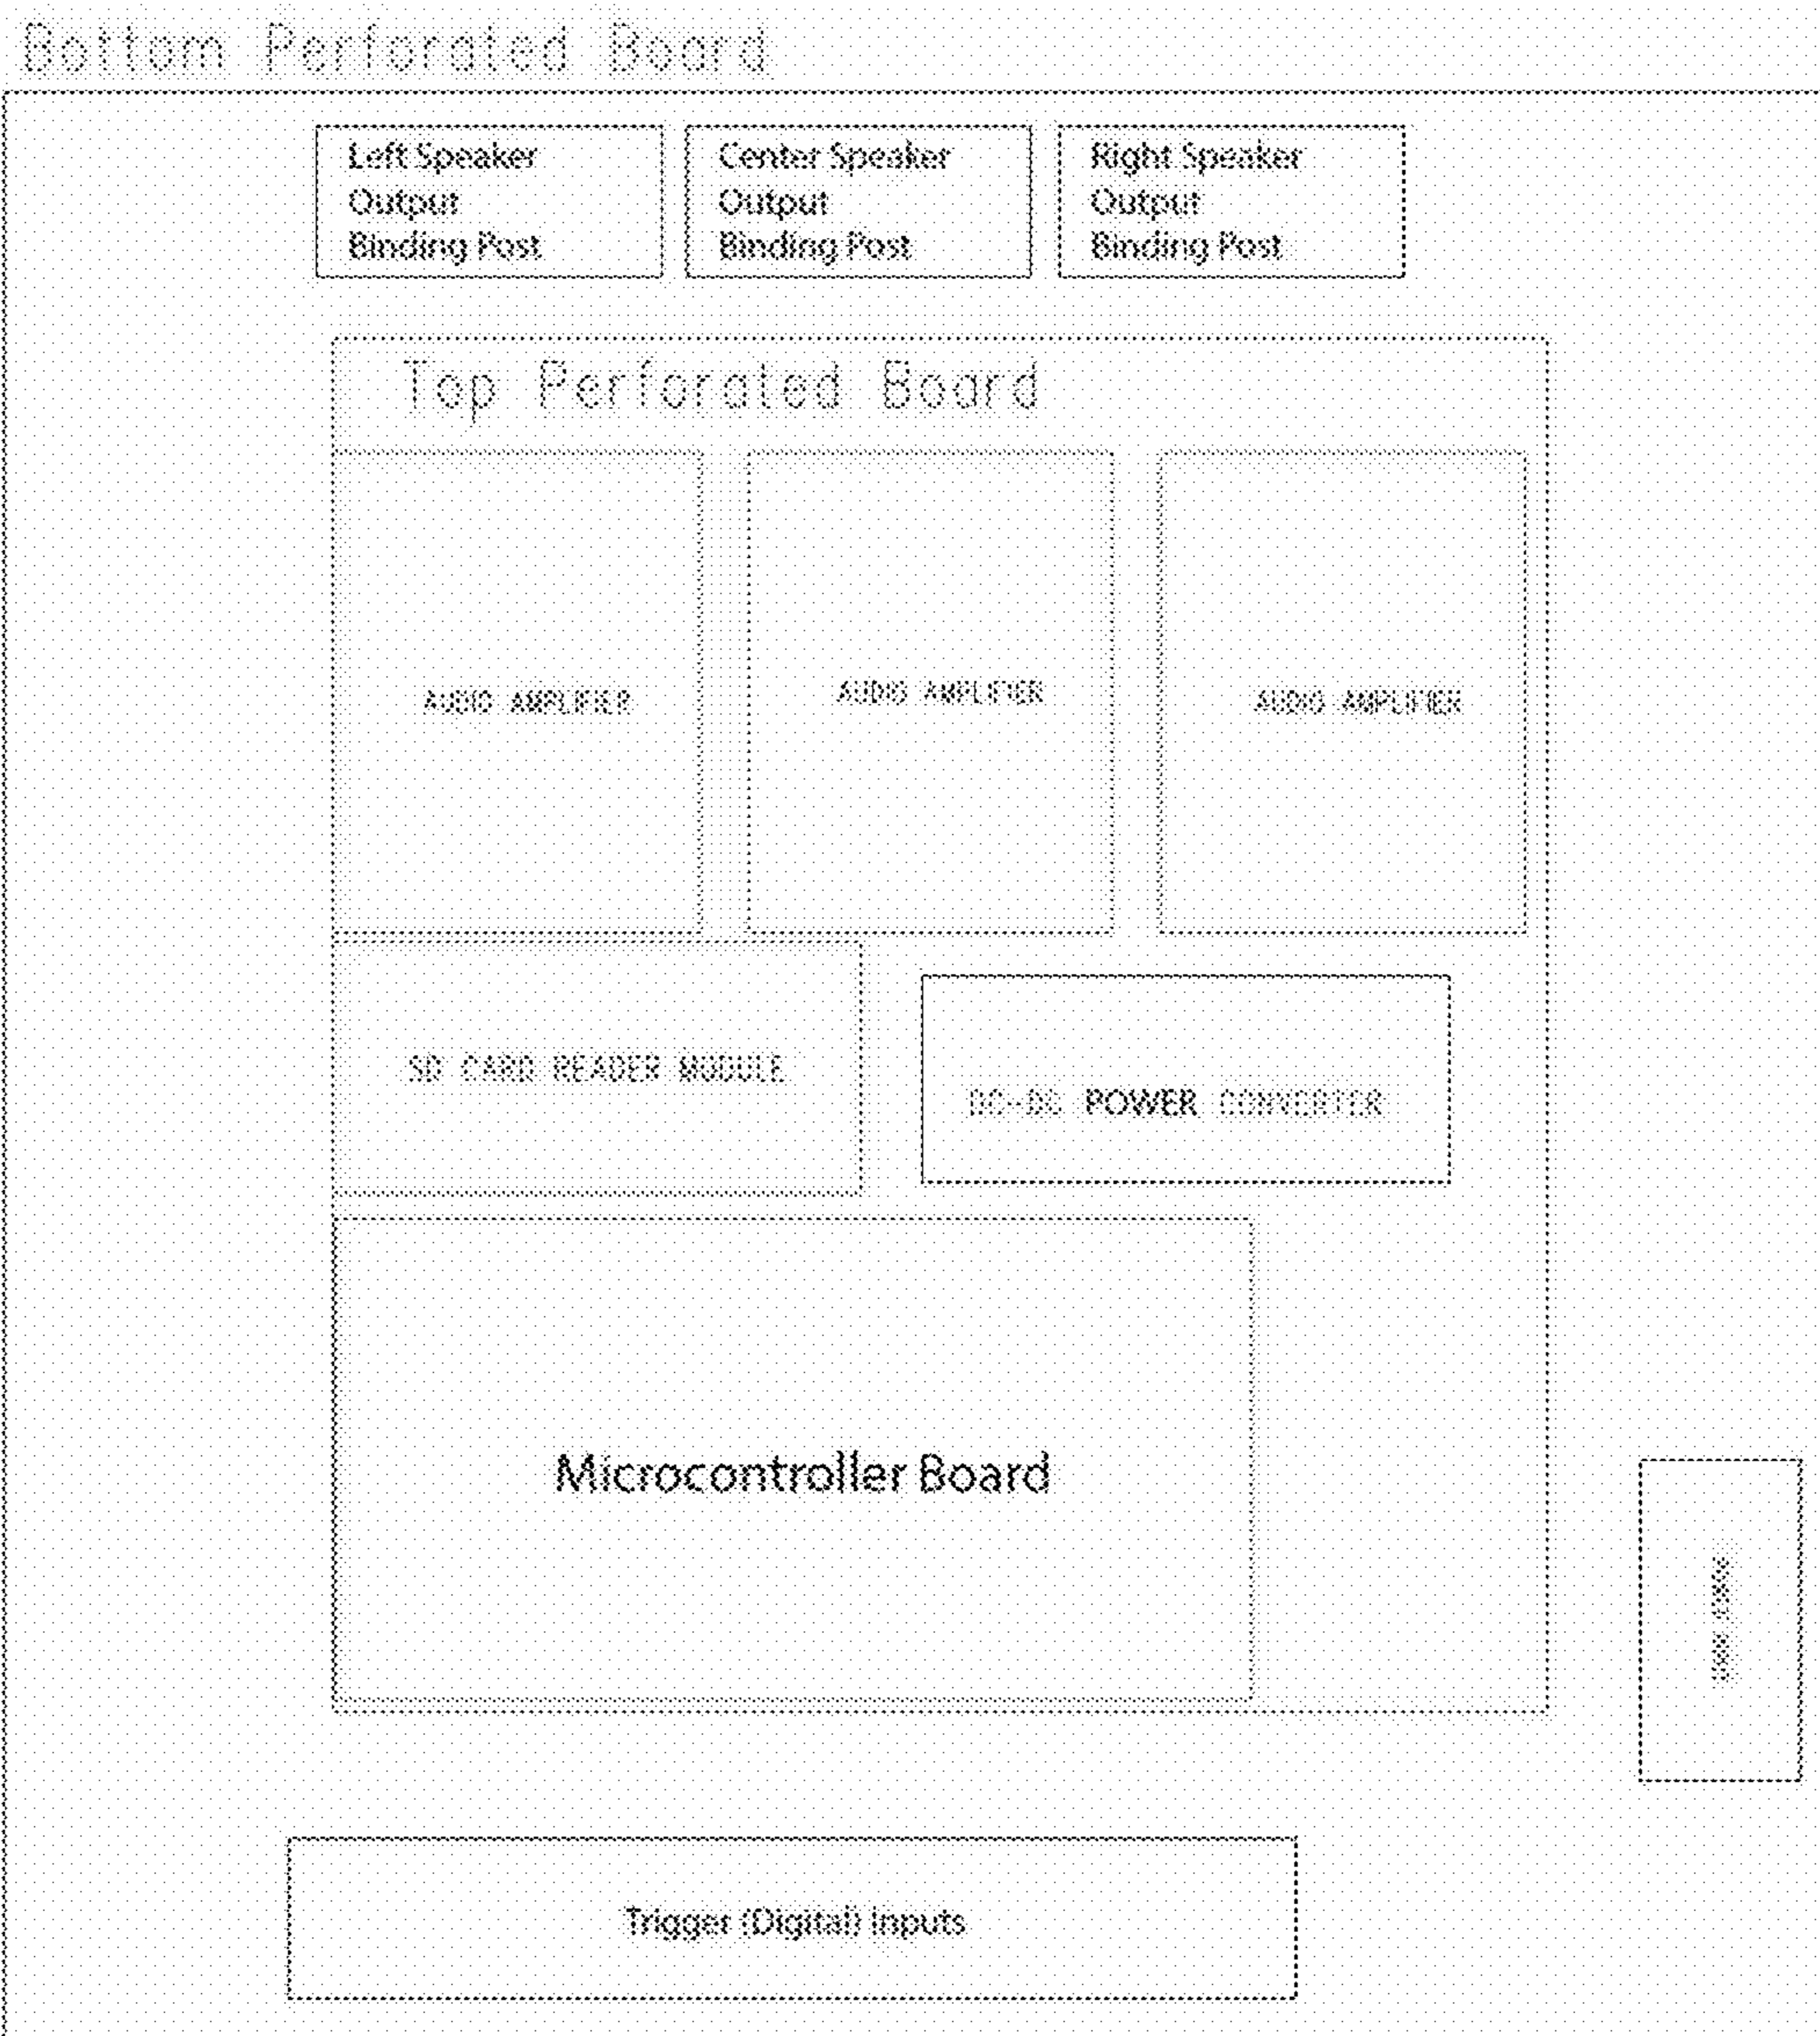 Bottom Perforated Board
Left Speaker
Output
Binding Post
Center Speaker
Output
Binding Post
Right Speaker
Output
Binding Post
Top Perforated Board
AUDIO AMPLIFIER
AUDIO AMPLIFIER
AUDIO AMPLIFIER
SD CARD READER MODULE
DC-DC POWER CONVERTER
Microcontroller Board
Trigger (Digital) Inputs